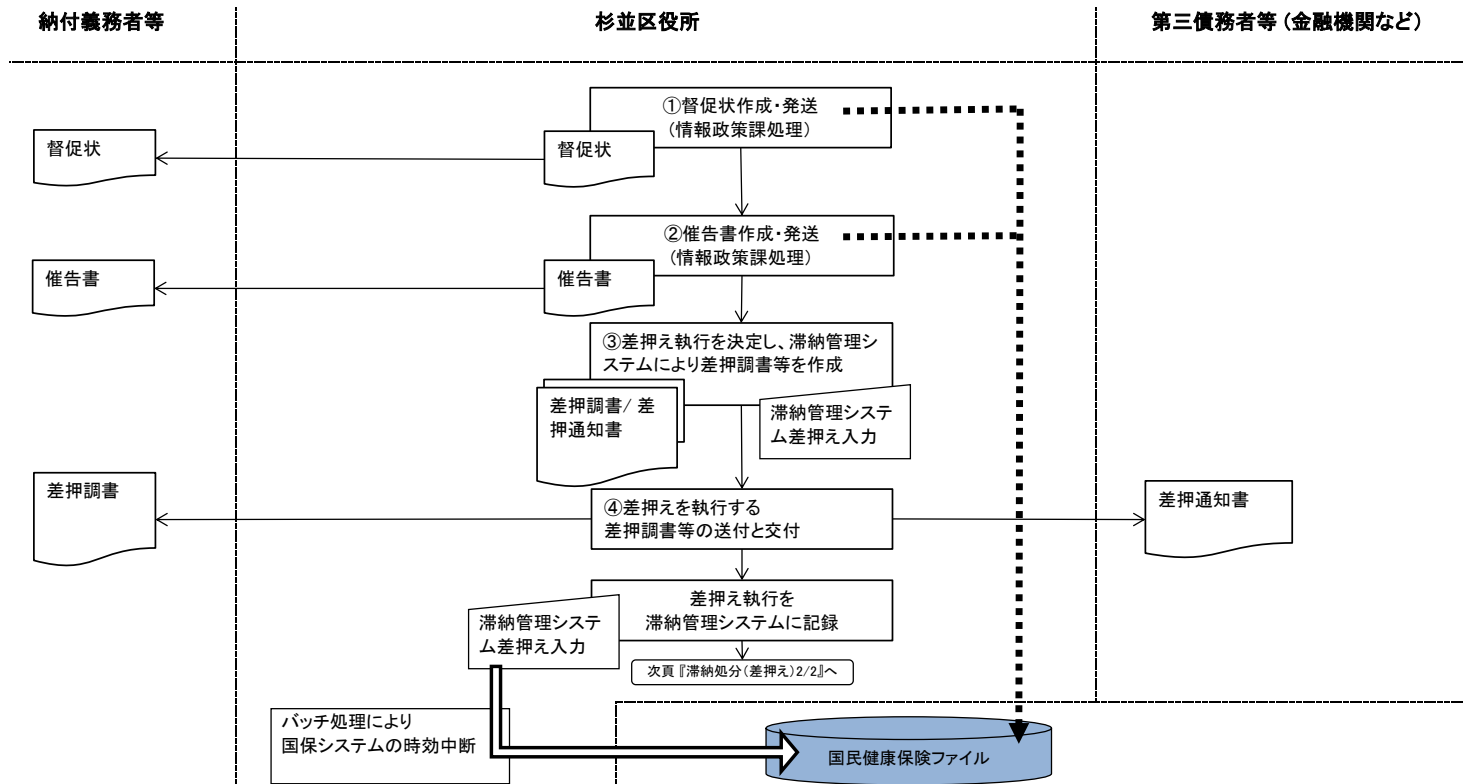 納付義務者等
杉並区役所
第三債務者等(金融機関など)
①督促状作成・発送
(情報政策課処理)
督促状
督促状
②催告書作成・発送
(情報政策課処理)
催告書
催告書
③差押え執行を決定し、滞納管理シ
ステムにより差押調書等を作成
差押調書/ 差
押通知書
滞納管理システ
ム差押え入力
差押調書
④差押えを執行する
差押調書等の送付と交付
差押通知書
差押え執行を
滞納管理システムに記録
滞納管理システ
ム差押え入力
次頁『滞納処分(差押え)2/2』へ
バッチ処理により
国保システムの時効中断
国民健康保険ファイル